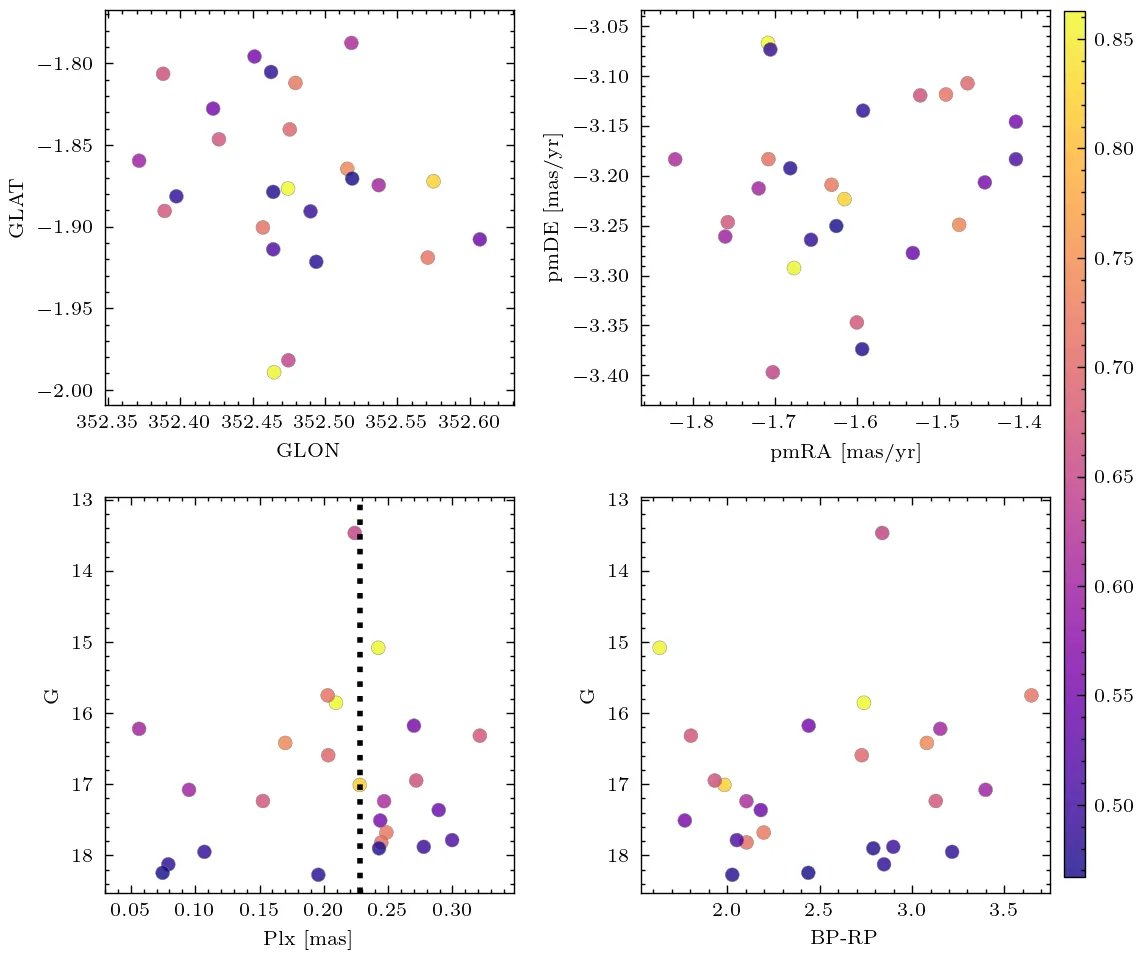 −1.80
−1.85
−1.90
−1.95
−2.00
GLAT
352.35 352.40 352.45 352.50 352.55 352.60
GLON
−3.05
−3.10
−3.15
−3.20
−3.25
−3.30
−3.35
−3.40
pmDE [mas/yr]
−1.8 −1.7 −1.6 −1.5 −1.4
pmRA [mas/yr]
0.85
0.80
0.75
0.70
0.65
0.60
0.55
0.50
13
14
15
16
17
18
G
0.05 0.10 0.15 0.20 0.25 0.30
Plx [mas]
13
14
15
16
17
18
G
2.0 2.5 3.0 3.5
BP-RP